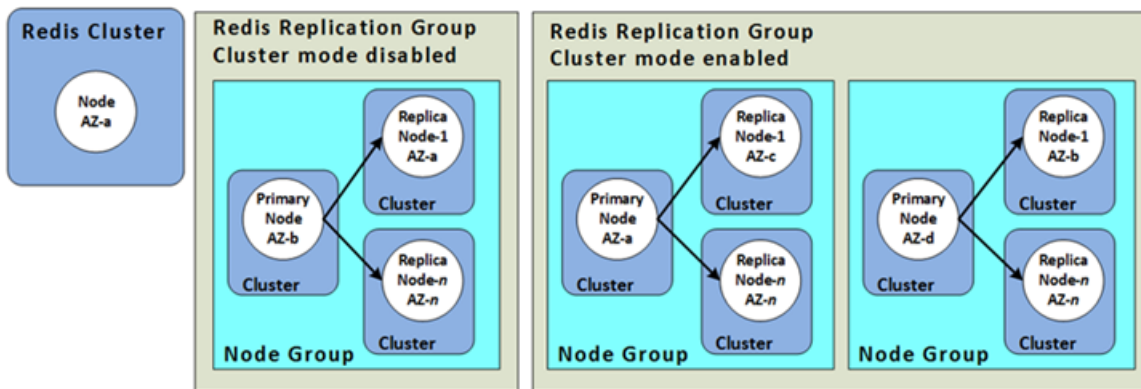 Redis Cluster
Node
AZ-a
Redis Replication Group
Cluster mode disabled
Replica
Node-1
AZ-a
Cluster
Primary
Node
AZ-b
Cluster
Replica
Node-n
AZ-n
Cluster
Node Group
Redis Replication Group
Cluster mode enabled
Replica
Node-1
AZ-c
Cluster
Primary
Node
AZ-a
Cluster
Replica
Node-n
AZ-n
Cluster
Node Group
Replica
Node-1
AZ-b
Cluster
Primary
Node
AZ-d
Cluster
Replica
Node-n
AZ-n
Cluster
Node Group